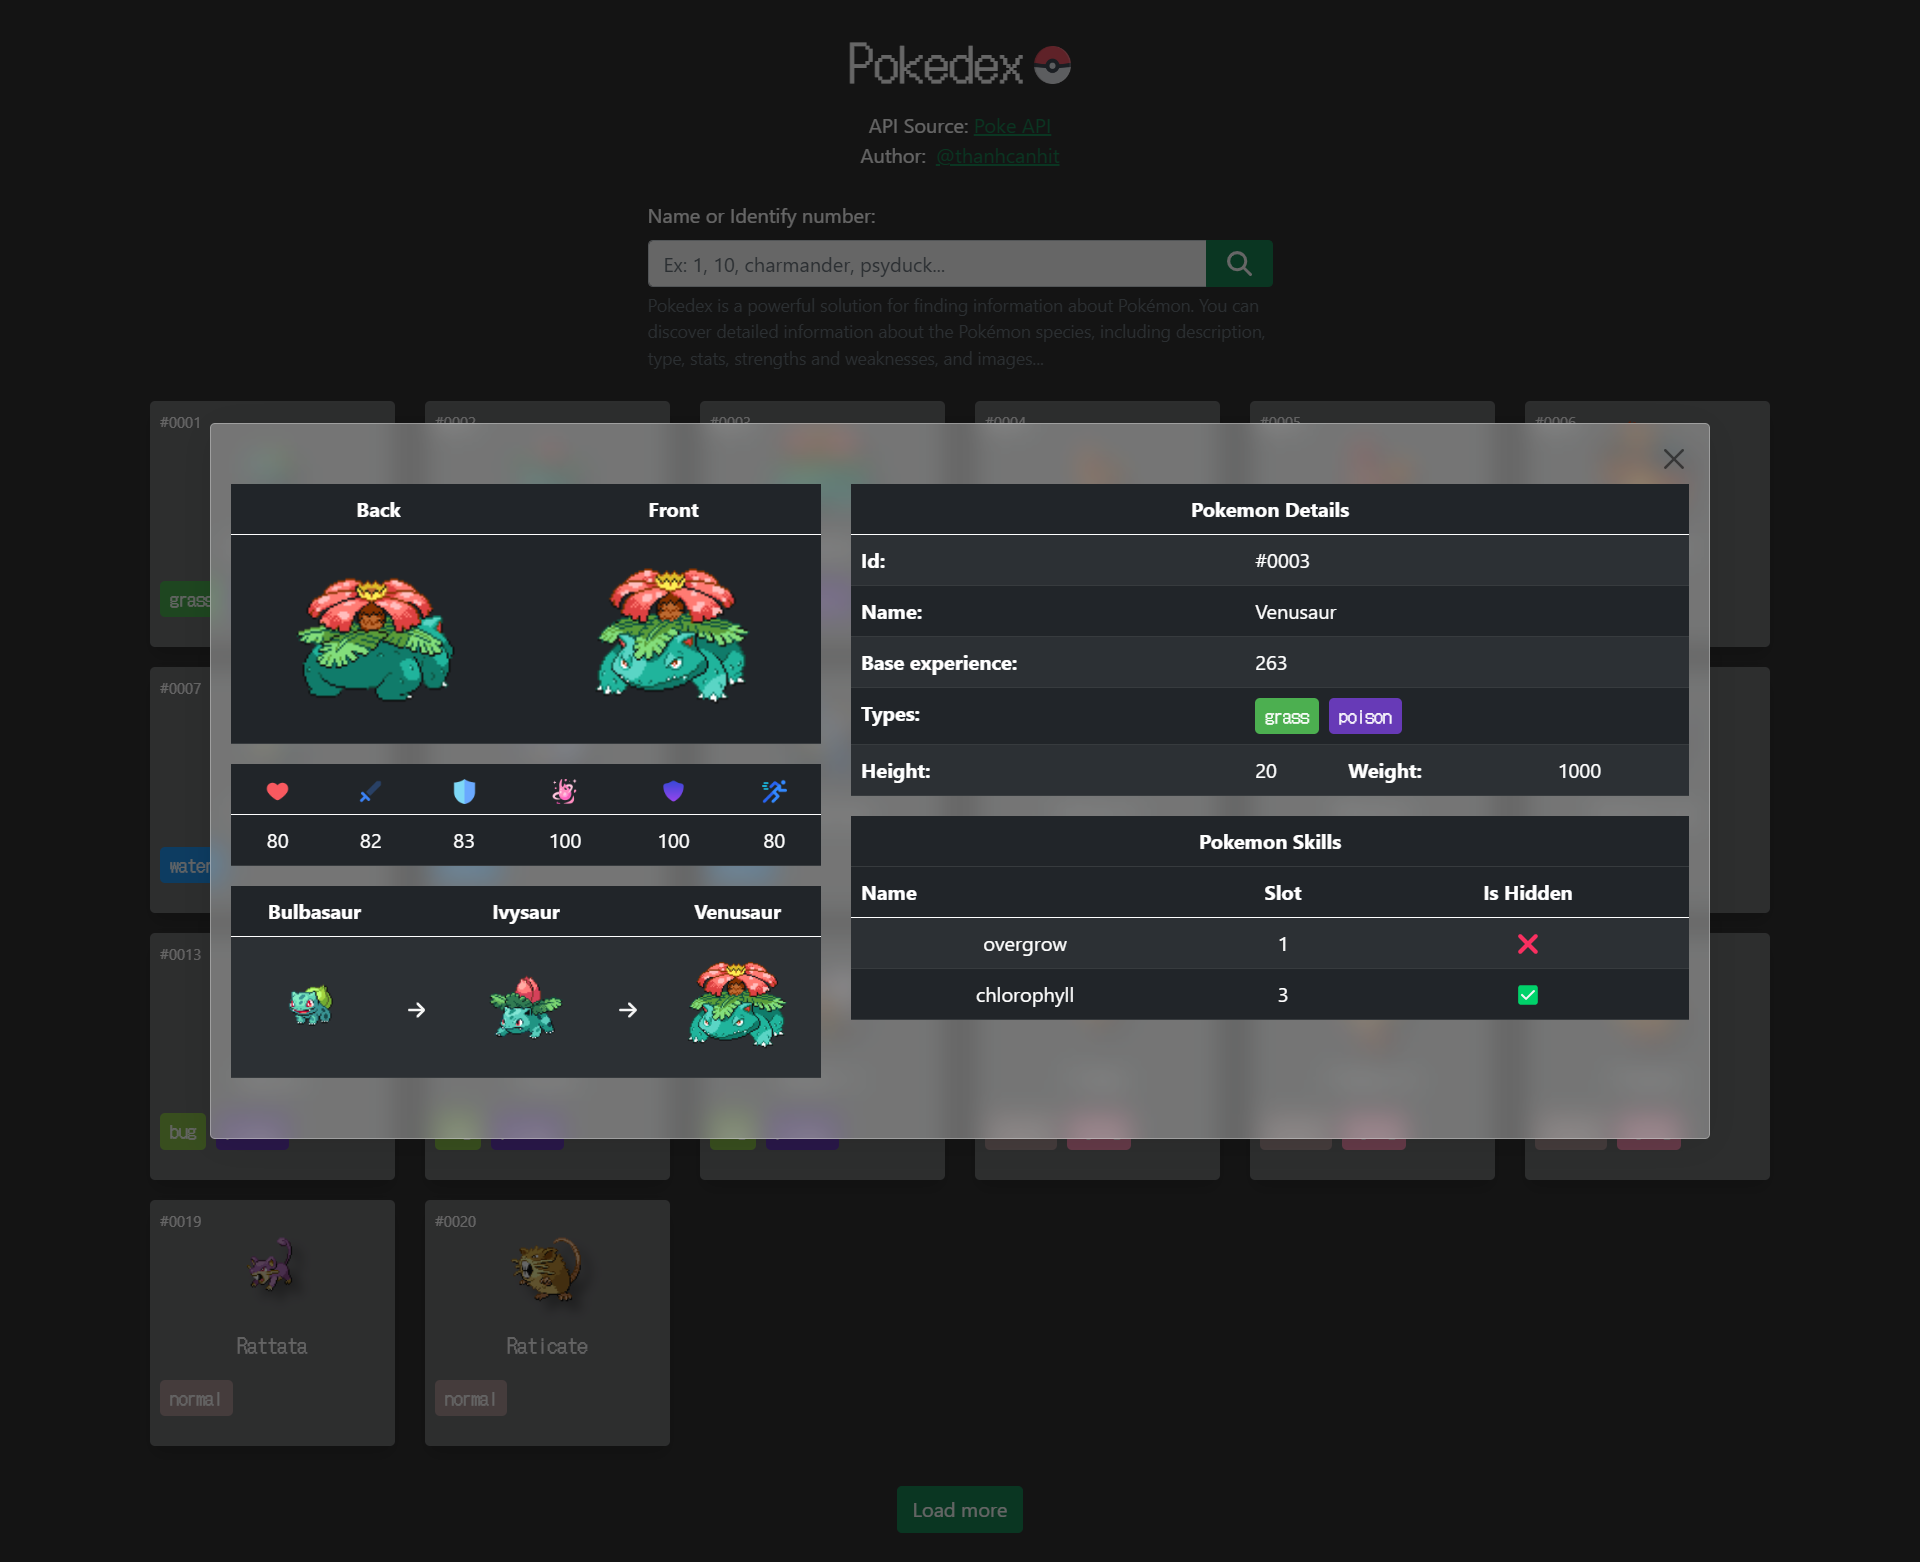 Pokedex
API Source: Poke API
Author: @thanhcanhit
Name or Identify number:
Ex: 1, 10, charmander, psyduck...
Pokedex is a powerful solution for finding information about Pokémon. You can
discover detailed information about the Pokémon species, including description,
type, stats, strengths and weaknesses, and images...
#0001
#0002
#0003
#0004
#0005
#0006
grass
#0007
water
#0013
bug
Back Front
80 82 83 100 100 80
Bulbasaur Ivysaur Venusaur
Pokemon Details
Id: #0003
Name: Venusaur
Base experience: 263
Types: grass poison
Height: 20 Weight: 1000
Pokemon Skills
Name Slot Is Hidden
overgrow 1
chlorophyll 3
#0019
Rattata
normal
#0020
Raticate
normal
Load more